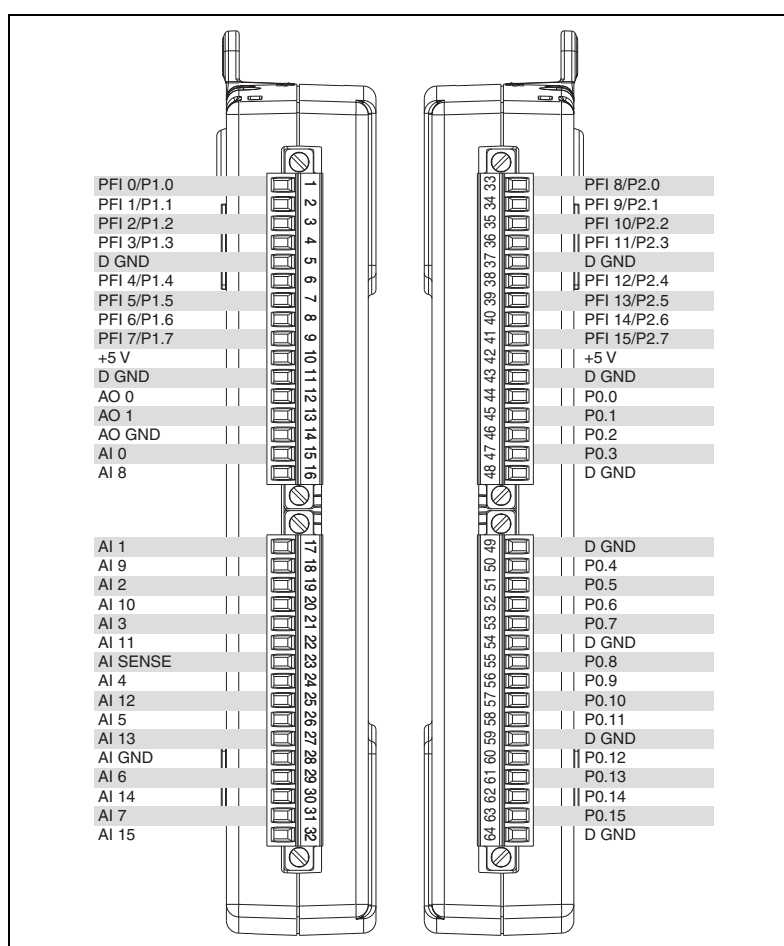 PFI 0/P1.0 1 33 PFI 8/P2.0
PFI 1/P1.1 2 34 PFI 9/P2.1
PFI 2/P1.2 3 35 PFI 10/P2.2
PFI 3/P1.3 4 36 PFI 11/P2.3
D GND 5 37 D GND
PFI 4/P1.4 6 38 PFI 12/P2.4
PFI 5/P1.5 7 39 PFI 13/P2.5
PFI 6/P1.6 8 40 PFI 14/P2.6
PFI 7/P1.7 9 41 PFI 15/P2.7
+5 V 10 42 +5 V
D GND 11 43 D GND
AO 0 12 44 P0.0
AO 1 13 45 P0.1
AO GND 14 46 P0.2
AI 0 15 47 P0.3
AI 8 16 48 D GND
AI 1 17 49 D GND
AI 9 18 50 P0.4
AI 2 19 51 P0.5
AI 10 20 52 P0.6
AI 3 21 53 P0.7
AI 11 22 54 D GND
AI SENSE 23 55 P0.8
AI 4 24 56 P0.9
AI 12 25 57 P0.10
AI 5 26 58 P0.11
AI 13 27 59 D GND
AI GND 28 60 P0.12
AI 6 29 61 P0.13
AI 14 30 62 P0.14
AI 7 31 63 P0.15
AI 15 32 64 D GND